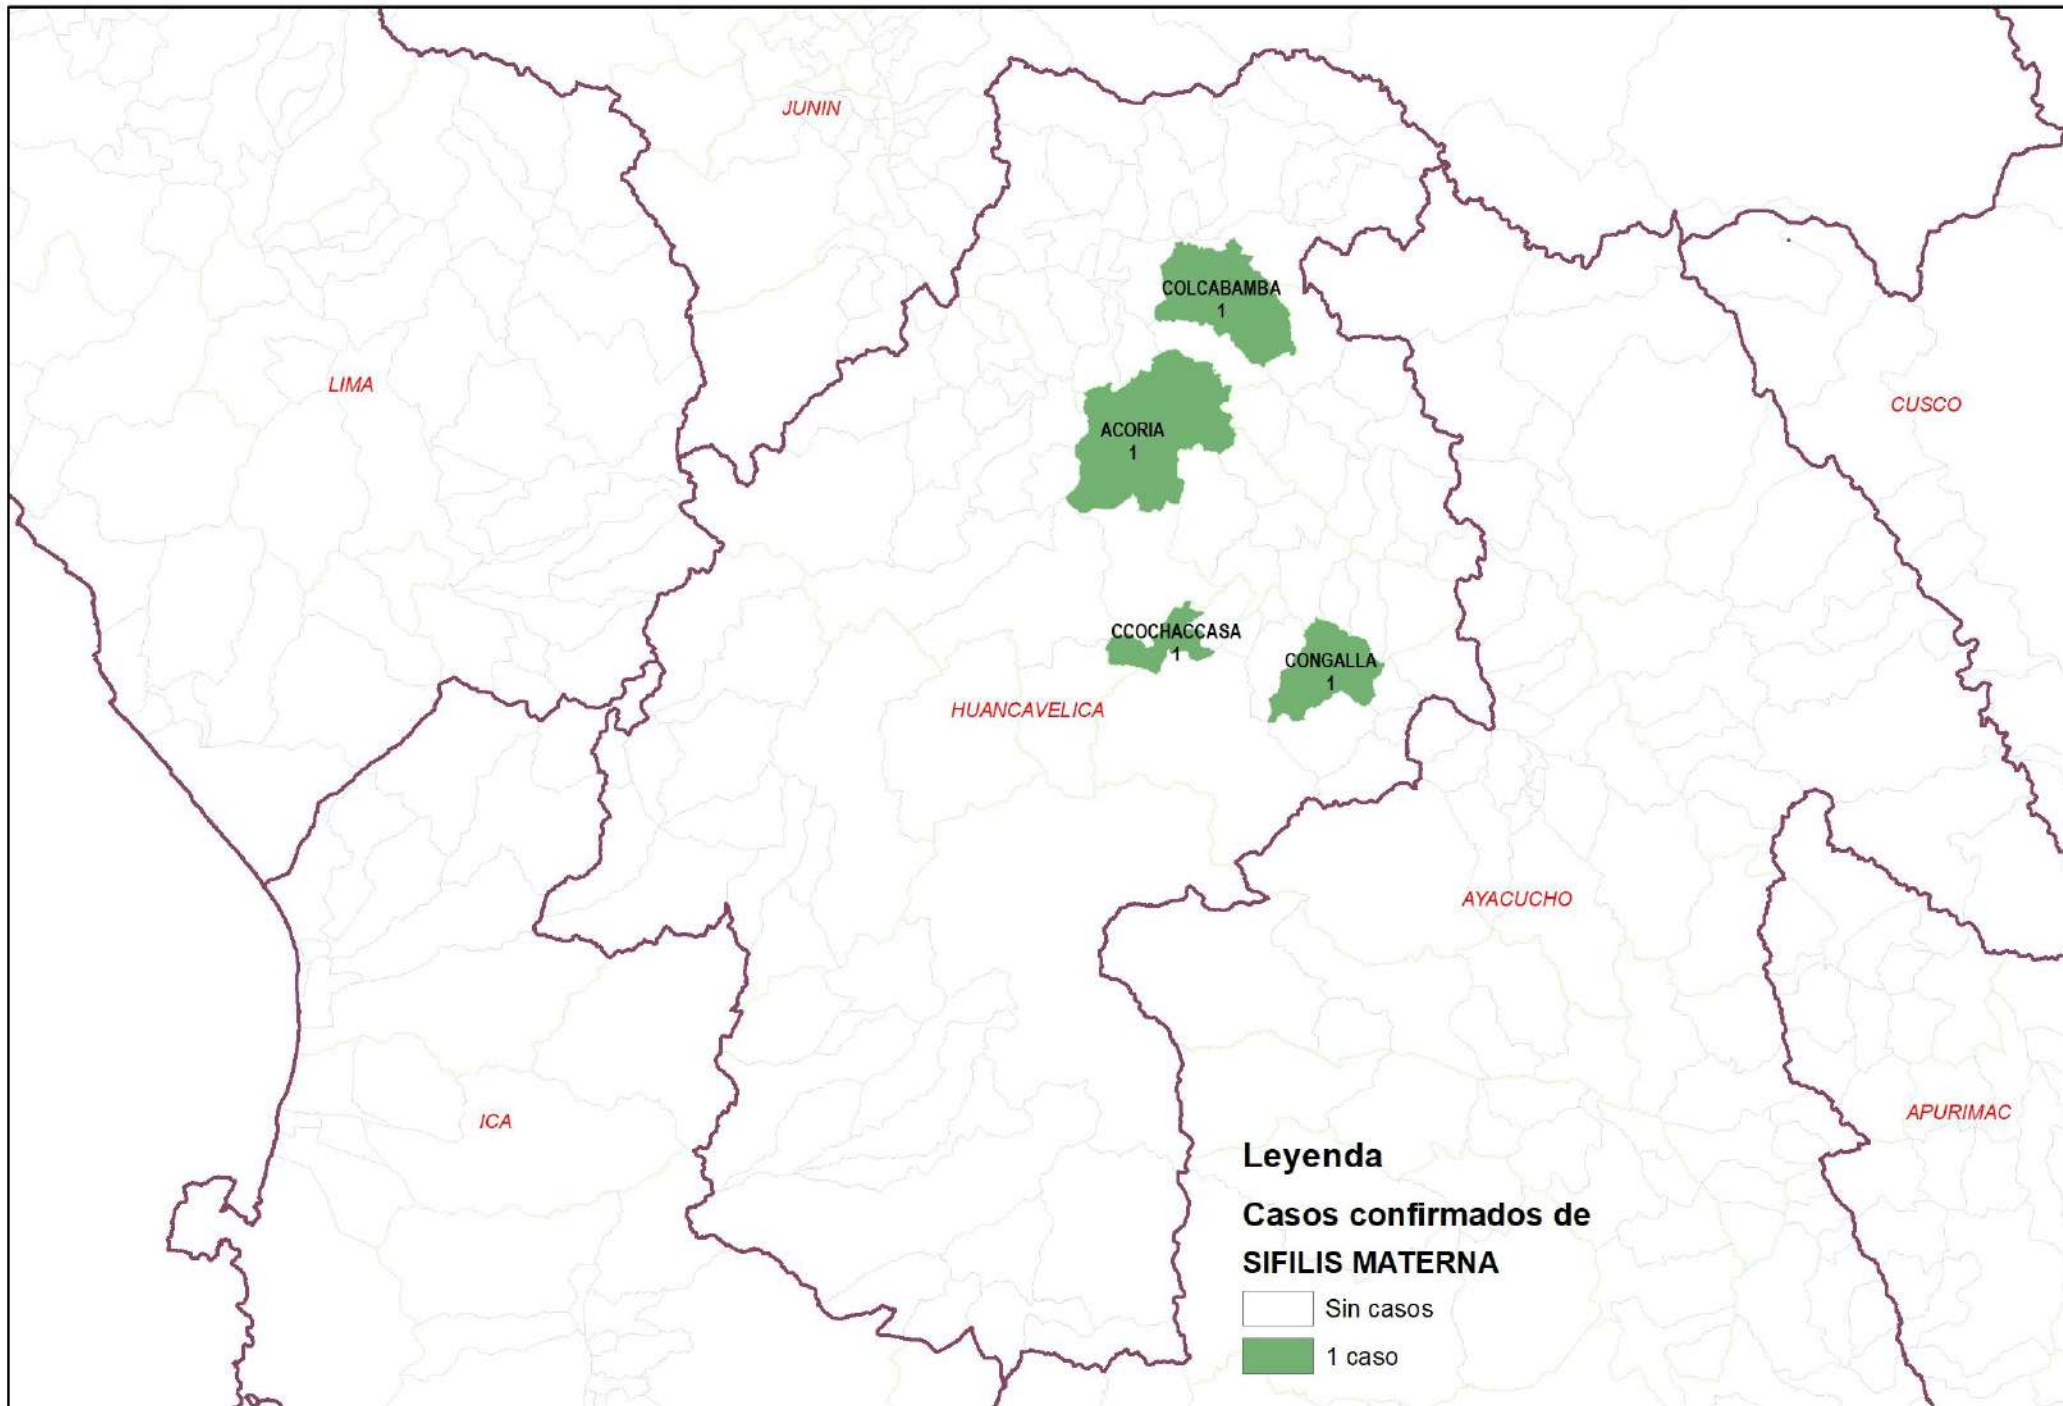 JUNIN
COLCABAMBA
1
LIMA
CUSCO
ACORIA
1
CCOCHACCASA
1
CONGALLA
1
HUANCAVELICA
AYACUCHO
ICA
APURIMAC
Leyenda
Casos confirmados de
SIFILIS MATERNA
Sin casos
1 caso